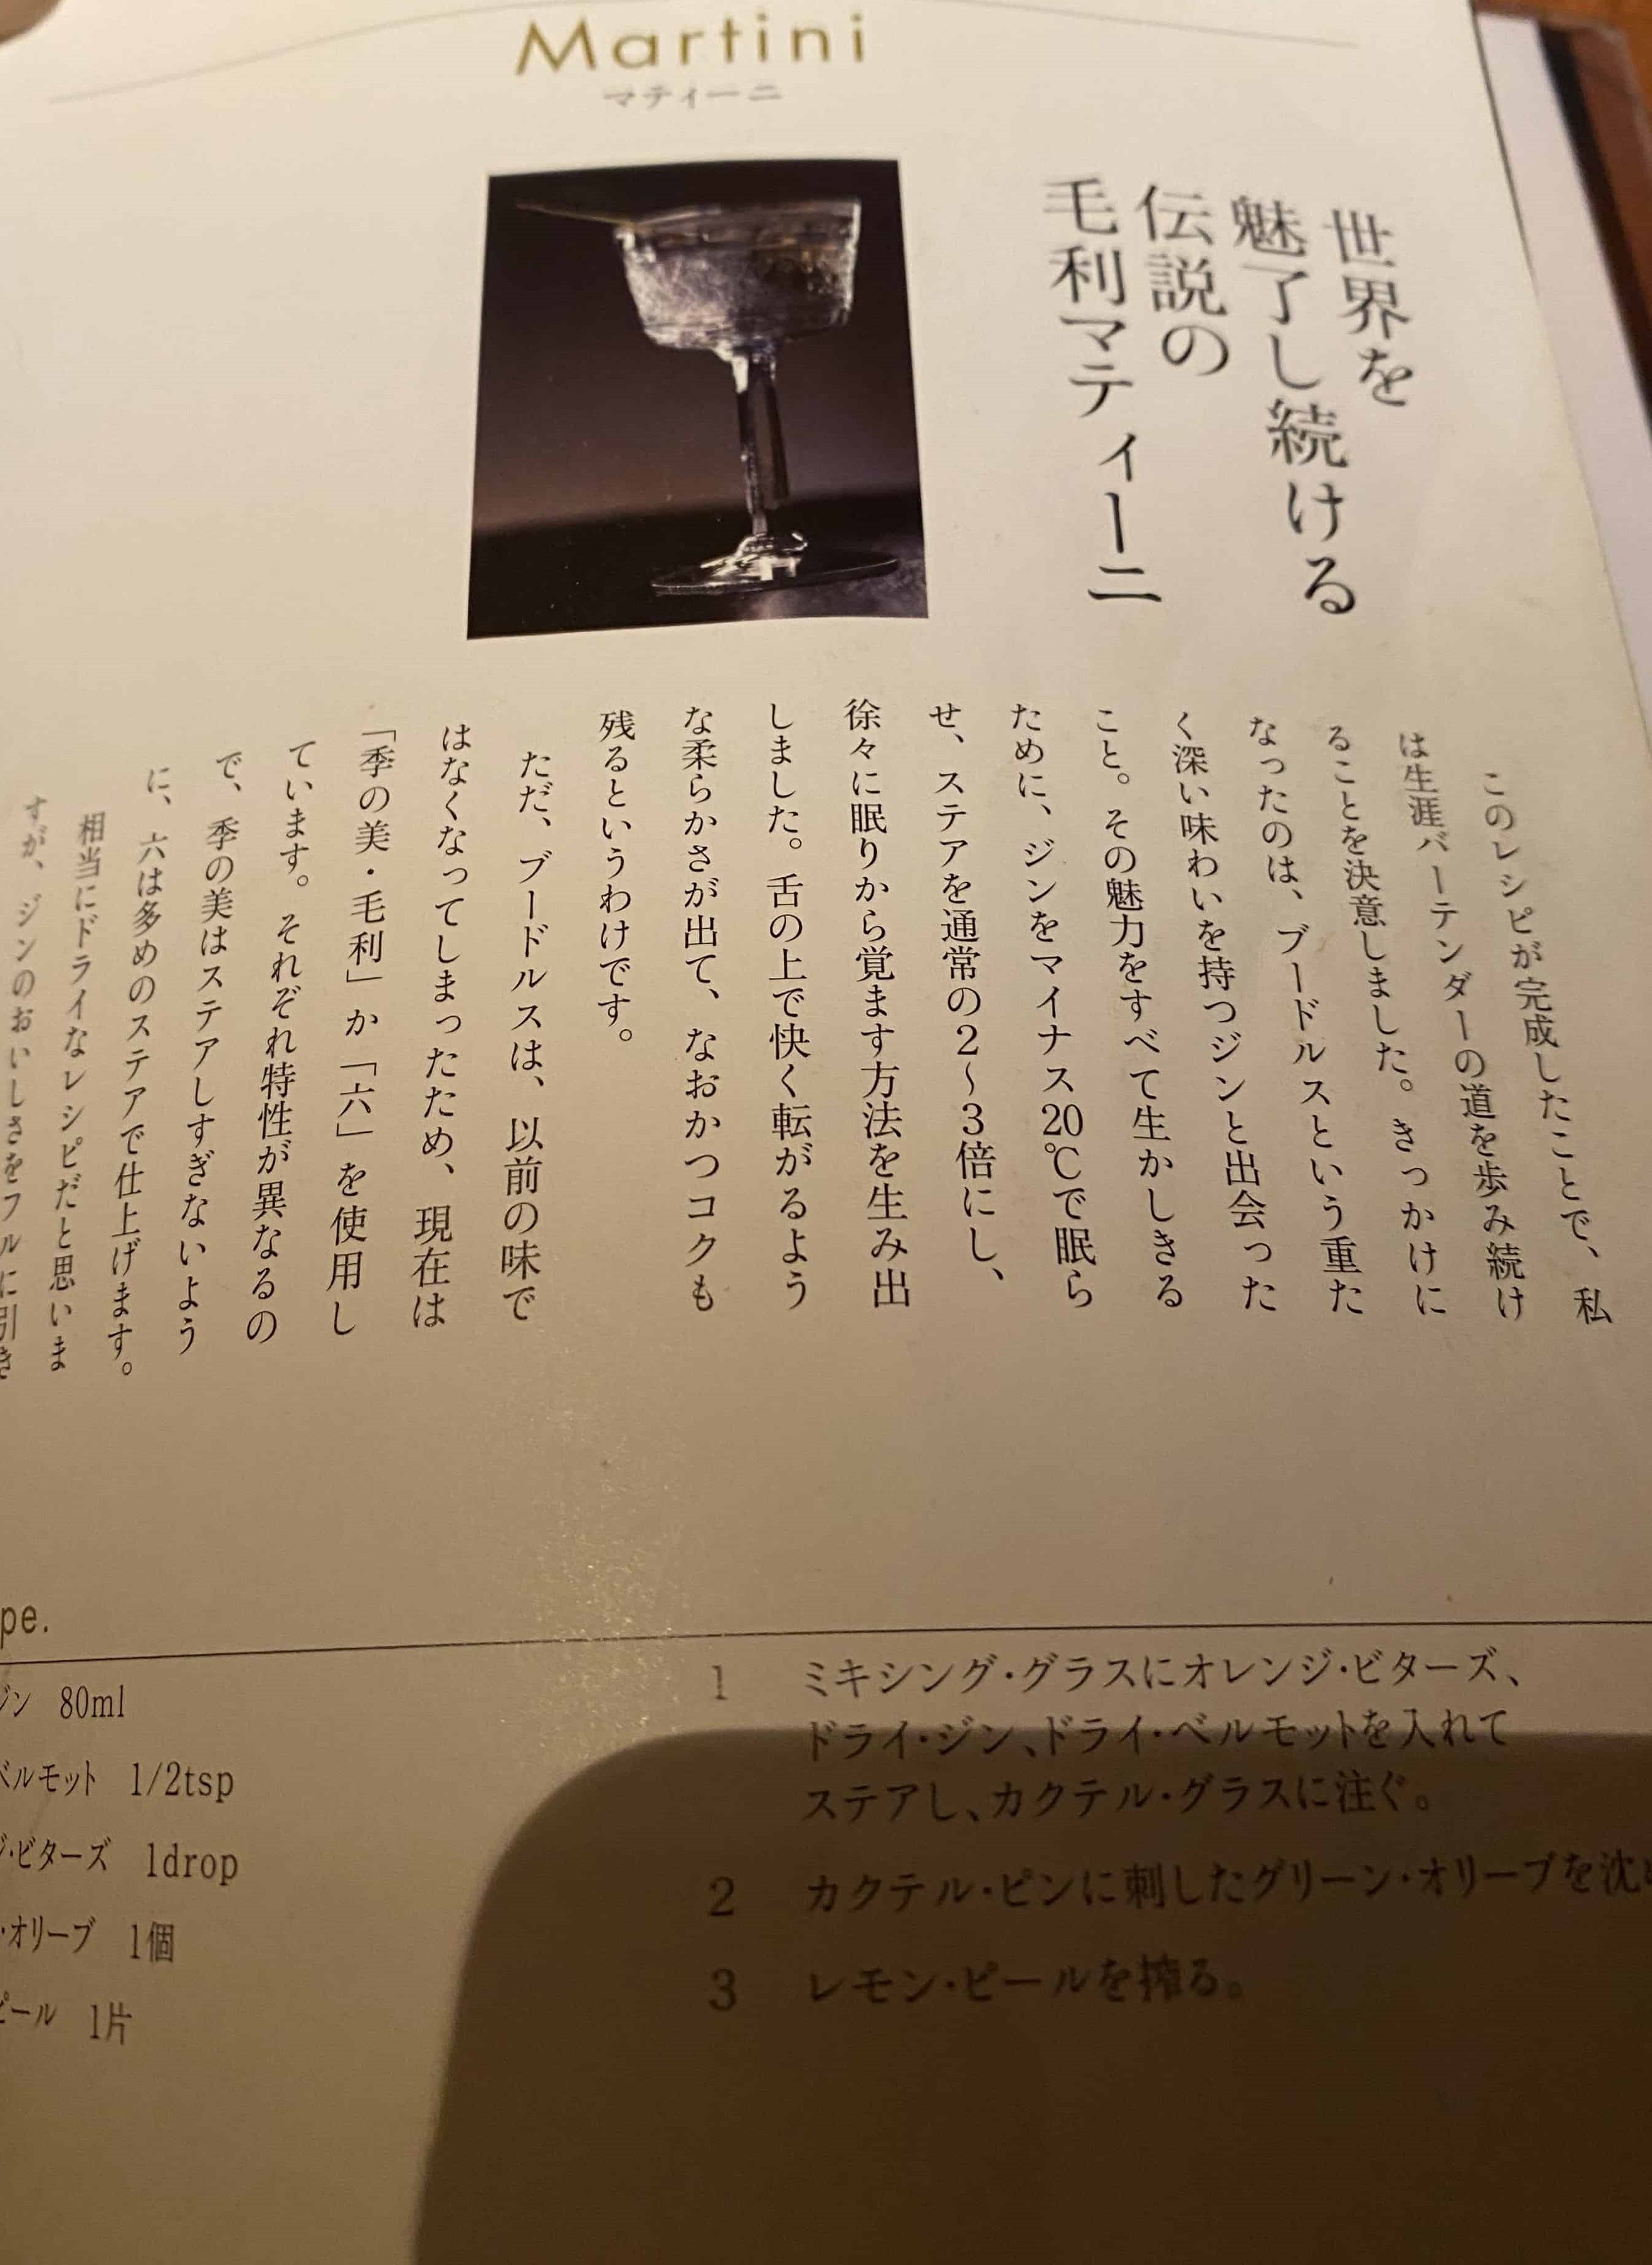 Martini
マティーニ
世界を
魅了し続ける
伝説の
毛利マティーニ
このレシピが完成したことで、私
は生涯バーテンダーの道を歩み続け
ることを決意しました。きっかけに
なったのは、ブードルスという重た
く深い味わいを持つジンと出会った
こと。その魅力をすべて生かしきる
ために、ジンをマイナス20℃で眠ら
せ、ステアを通常の2〜3倍にし、
徐々に眠りから覚ます方法を生み出
しました。舌の上で快く転がるよう
な柔らかさが出て、なおかつコクも
残るというわけです。
ただ、ブードルスは、以前の味で
はなくなってしまったため、現在は
「季の美・毛利」か「六」を使用し
ています。それぞれ特性が異なるの
で、季の美はステアしすぎないよう
に、六は多めのステアで仕上げます。
相当にドライなレシピだと思いま
すが、ジンのおいしさをフルに引き
pe.
ジン 80ml
ベルモット 1/2tsp
ジ・ビターズ 1drop
・オリーブ 1個
ピール 1片
1 ミキシング・グラスにオレンジ・ビターズ、
ドライ・ジン、ドライ・ベルモットを入れて
ステアし、カクテル・グラスに注ぐ。
2 カクテル・ピンに刺したグリーン・オリーブを沈
3 レモン・ピールを搾る。